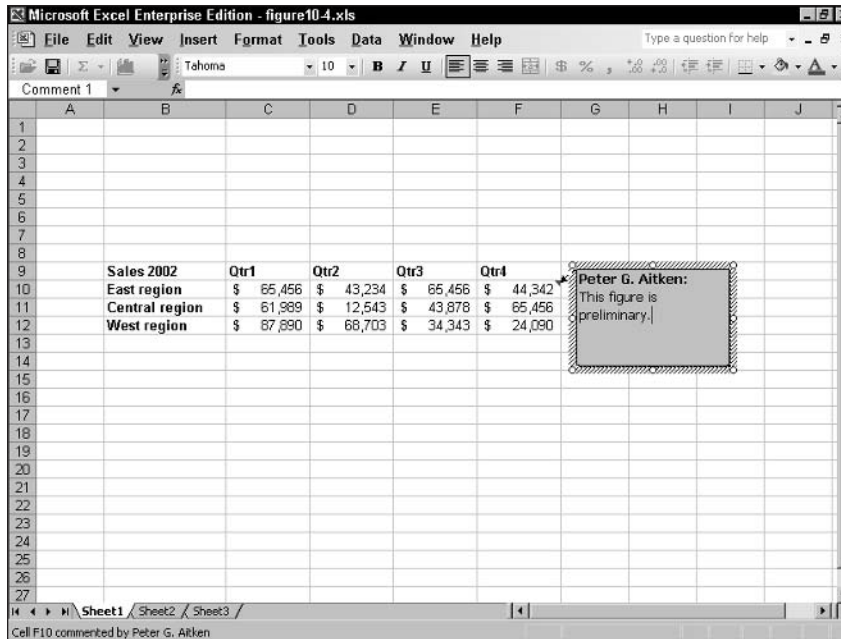 Microsoft Excel Enterprise Edition - figure10-4.xls
File Edit View Insert Format Tools Data Window Help Type a question for help
Tahoma 10 B I U $ % ,
Comment 1 fx
A B C D E F G H I J
1
2
3
4
5
6
7
8
9 Sales 2002 Qtr1 Qtr2 Qtr3 Qtr4
10 East region $ 65,456 $ 43,234 $ 65,456 $ 44,342
11 Central region $ 61,989 $ 12,543 $ 43,878 $ 65,456
12 West region $ 87,890 $ 68,703 $ 34,343 $ 24,090
Peter G. Aitken:
This figure is
preliminary.
13
14
15
16
17
18
19
20
21
22
23
24
25
26
27
Sheet1 Sheet2 Sheet3
Cell F10 commented by Peter G. Aitken